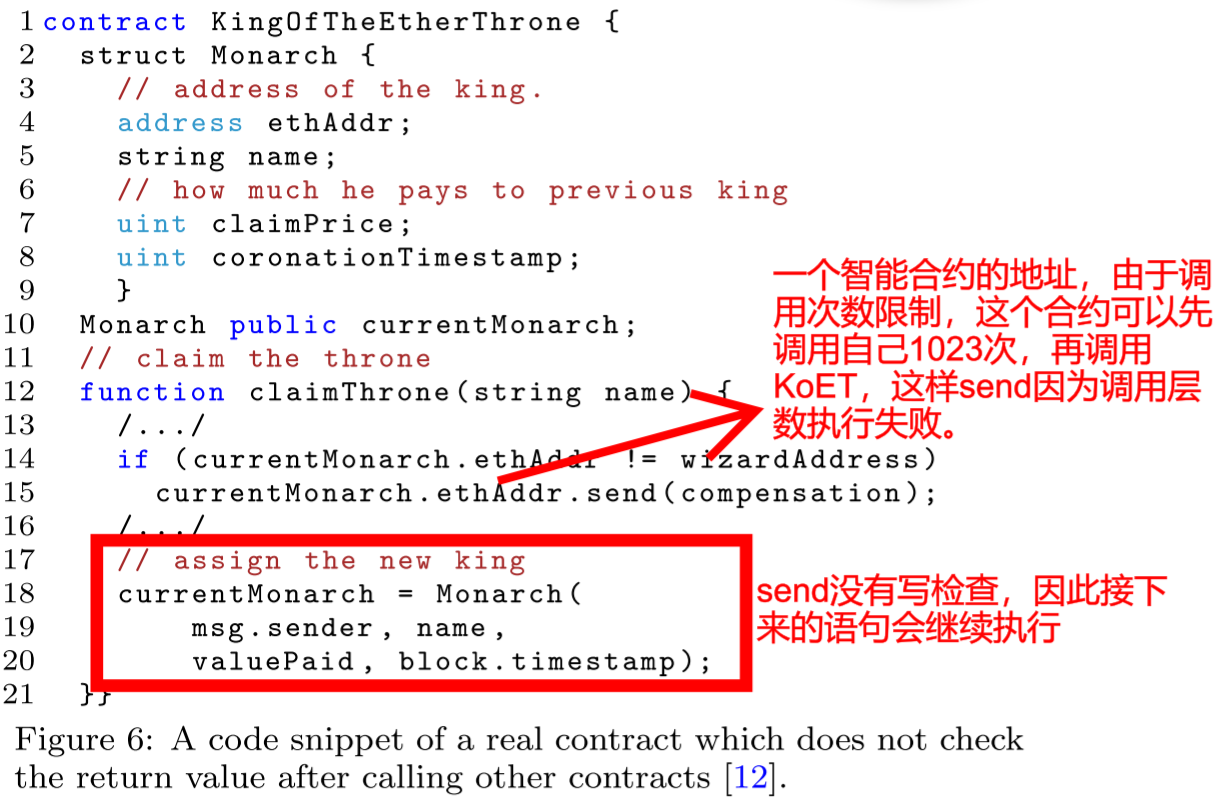 1 contract KingOfTheEtherThrone {
2 struct Monarch {
3 // address of the king.
4 address ethAddr;
5 string name;
6 // how much he pays to previous king
7 uint claimPrice;
8 uint coronationTimestamp;
9 }
10 Monarch public currentMonarch;
11 // claim the throne
12 function claimThrone(string name) {
13 /.../
14 if (currentMonarch.ethAddr != wizardAddress)
15 currentMonarch.ethAddr.send(compensation);
16 /.../
17 // assign the new king
18 currentMonarch = Monarch(
19 msg.sender, name,
20 valuePaid, block.timestamp);
21 }}
一个智能合约的地址，由于调
用次数限制，这个合约可以先
调用自己1023次，再调用
KoET，这样send因为调用层
数执行失败。
send没有写检查，因此接下
来的语句会继续执行
Figure 6: A code snippet of a real contract which does not check
the return value after calling other contracts [12].